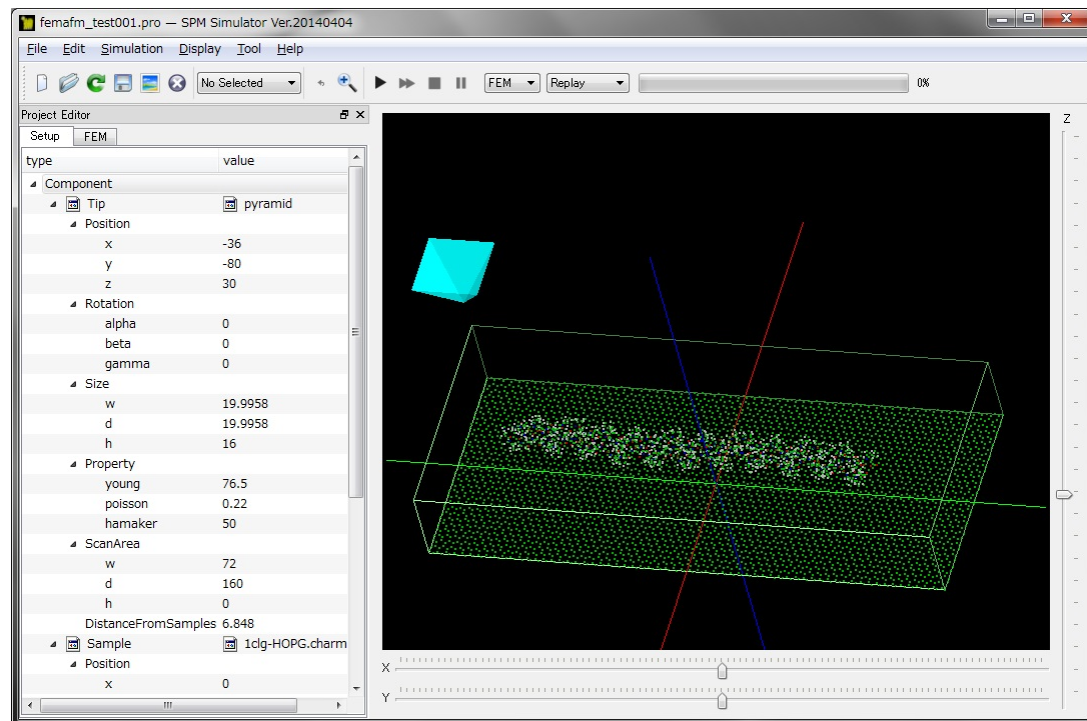 femafm_test001.pro — SPM Simulator Ver.20140404
File Edit Simulation Display Tool Help
No Selected FEM Replay 0%
Project Editor
Setup FEM
type value
Component
Tip pyramid
Position
x -36
y -80
z 30
Rotation
alpha 0
beta 0
gamma 0
Size
w 19.9958
d 19.9958
h 16
Property
young 76.5
poisson 0.22
hamaker 50
ScanArea
w 72
d 160
h 0
DistanceFromSamples 6.848
Sample 1clg-HOPG.charm
Position
x 0
Z
X
Y